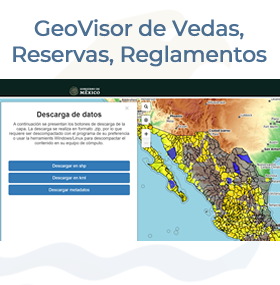 GeoVisor de Vedas,
Reservas, Reglamentos
GOBIERNO DE
MÉXICO
Descarga de datos
A continuación se presentan los botones de descarga de la
capa. La descarga se realiza en formato .zip, por lo que
requiere ser descompactado con el programa de su preferencia
o usar la herramienta Windows/Linux para descompactar el
contenido en su equipo de cómputo.
Descargar en shp
Descargar en kml
Descargar metadatos